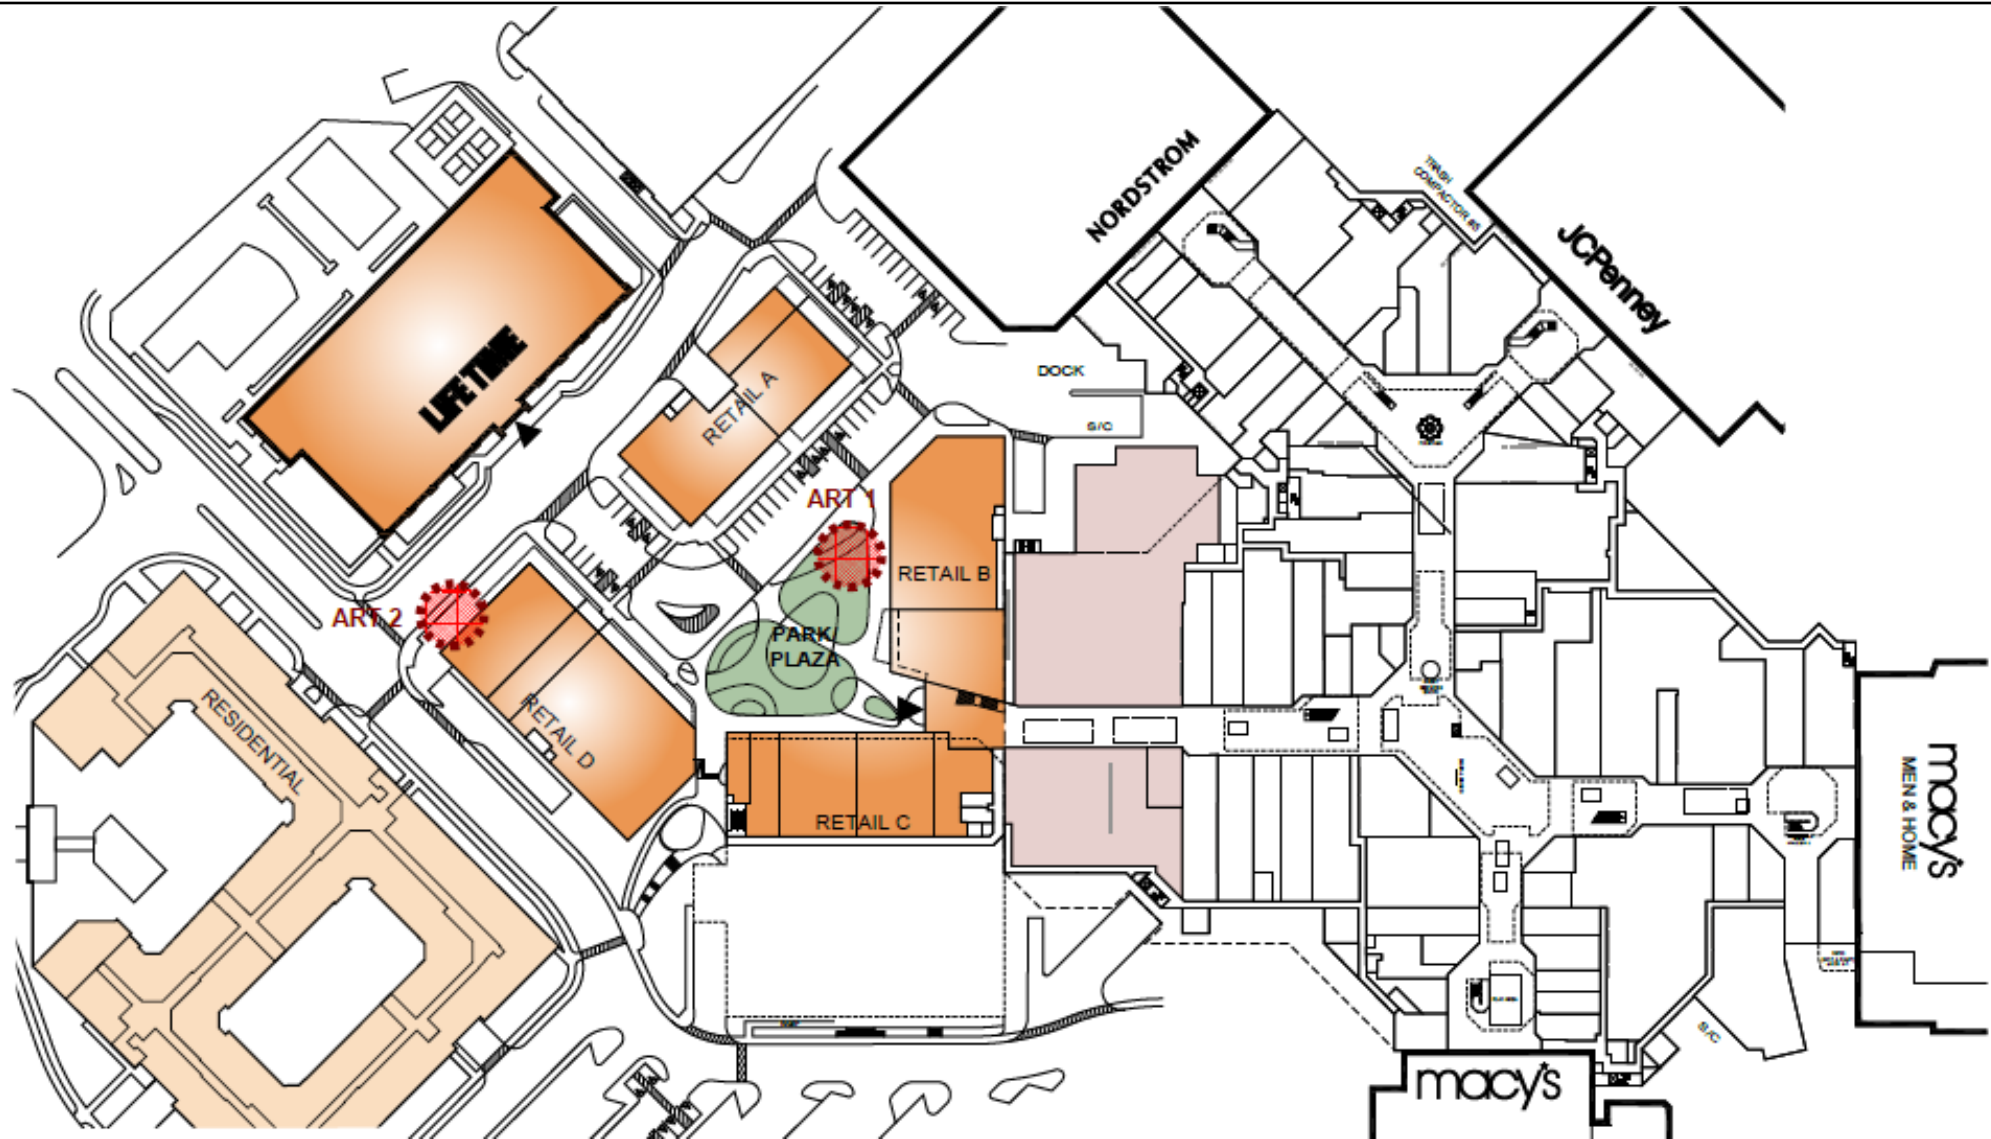 NORDSTROM
TRASH
COMPACTOR #5
JCPenney
LIFE TIME
RETAIL A
DOCK
S/C
ART 1
RETAIL B
ART 2
PARK/
PLAZA
RESIDENTIAL
RETAIL D
RETAIL C
macy's
MEN & HOME
S/C
macy's